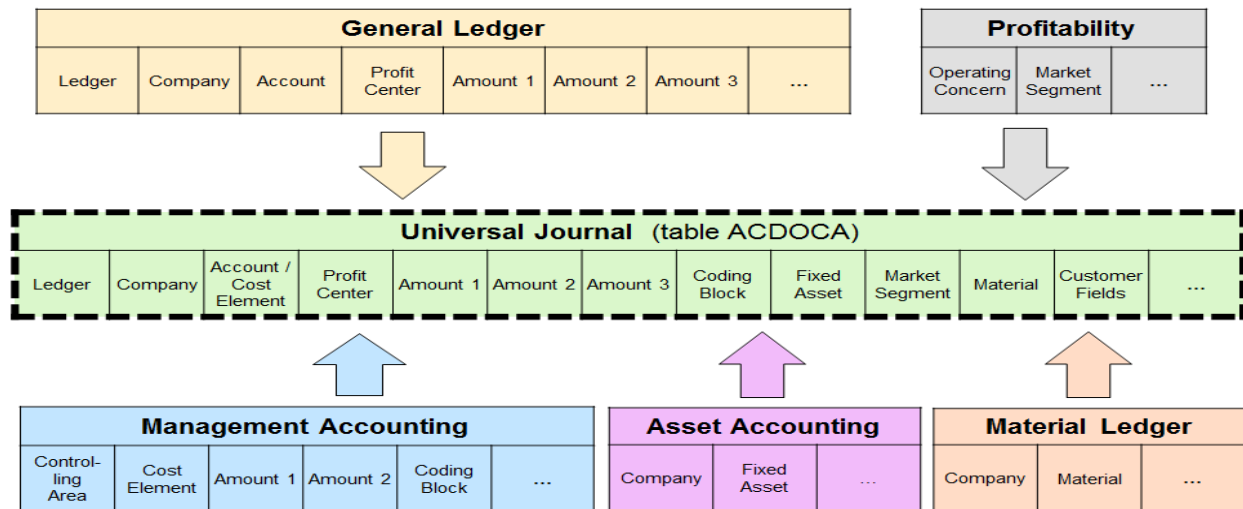 General Ledger
Ledger
Company
Account
Profit
Center
Amount 1
Amount 2
Amount 3
...
Profitability
Operating
Concern
Market
Segment
...
Universal Journal (table ACDOCA)
Ledger
Company
Account /
Cost
Element
Profit
Center
Amount 1
Amount 2
Amount 3
Coding
Block
Fixed
Asset
Market
Segment
Material
Customer
Fields
...
Management Accounting
Control-
ling
Area
Cost
Element
Amount 1
Amount 2
Coding
Block
...
Asset Accounting
Company
Fixed
Asset
...
Material Ledger
Company
Material
...